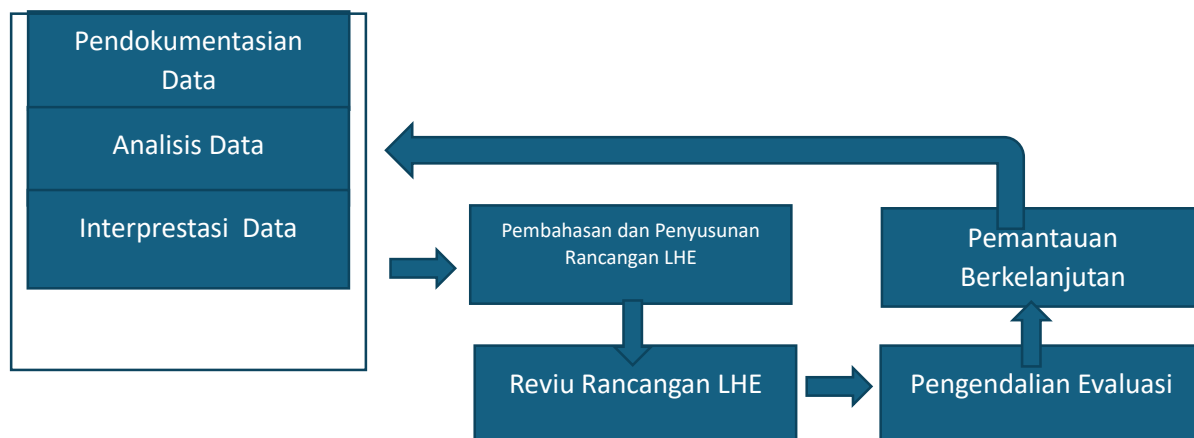 Pendokumentasian
Data
Analisis Data
Interprestasi Data
Pembahasan dan Penyusunan
Rancangan LHE
Reviu Rancangan LHE
Pengendalian Evaluasi
Pemantauan
Berkelanjutan